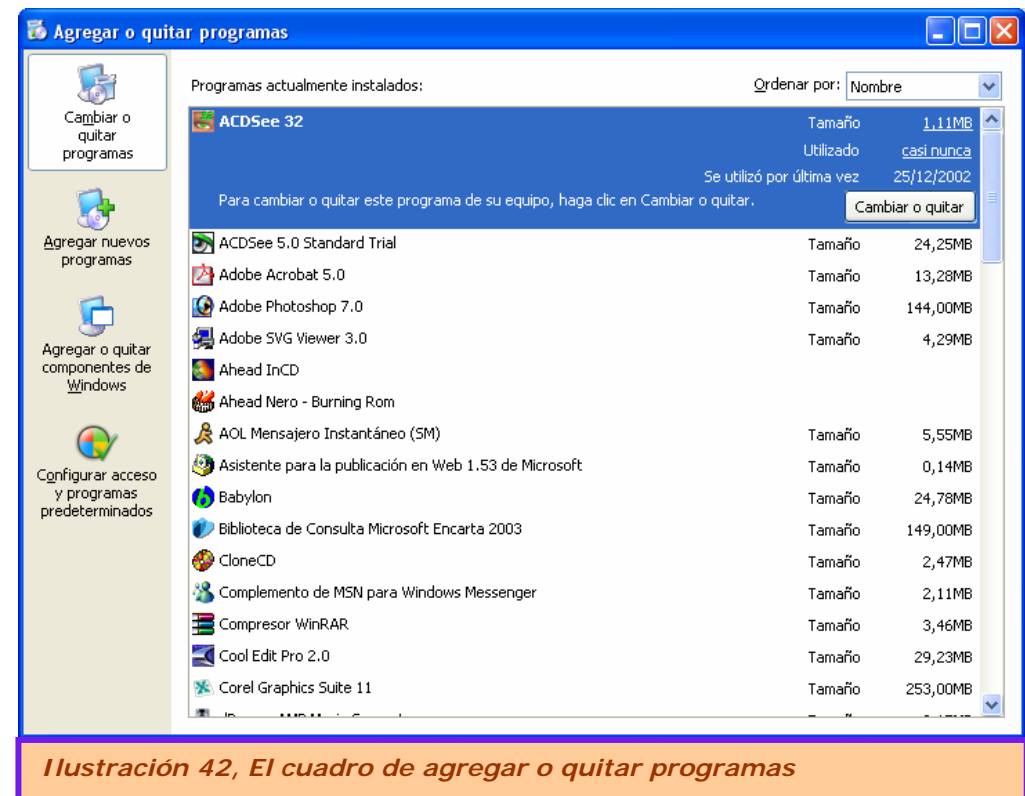 Agregar o quitar programas
Cambiar o
quitar
programas
Agregar nuevos
programas
Agregar o quitar
componentes de
Windows
Configurar acceso
y programas
predeterminados
Programas actualmente instalados: Ordenar por: Nombre
ACDSee 32 Tamaño 1,11MB
Utilizado casi nunca
Se utilizó por última vez 25/12/2002
Para cambiar o quitar este programa de su equipo, haga clic en Cambiar o quitar. Cambiar o quitar
ACDSee 5.0 Standard Trial Tamaño 24,25MB
Adobe Acrobat 5.0 Tamaño 13,28MB
Adobe Photoshop 7.0 Tamaño 144,00MB
Adobe SVG Viewer 3.0 Tamaño 4,29MB
Ahead InCD
Ahead Nero - Burning Rom
AOL Mensajero Instantáneo (SM) Tamaño 5,55MB
Asistente para la publicación en Web 1.53 de Microsoft Tamaño 0,14MB
Babylon Tamaño 24,78MB
Biblioteca de Consulta Microsoft Encarta 2003 Tamaño 149,00MB
CloneCD Tamaño 2,47MB
Complemento de MSN para Windows Messenger Tamaño 2,11MB
Compresor WinRAR Tamaño 3,46MB
Cool Edit Pro 2.0 Tamaño 29,23MB
Corel Graphics Suite 11 Tamaño 253,00MB
Ilustración 42, El cuadro de agregar o quitar programas